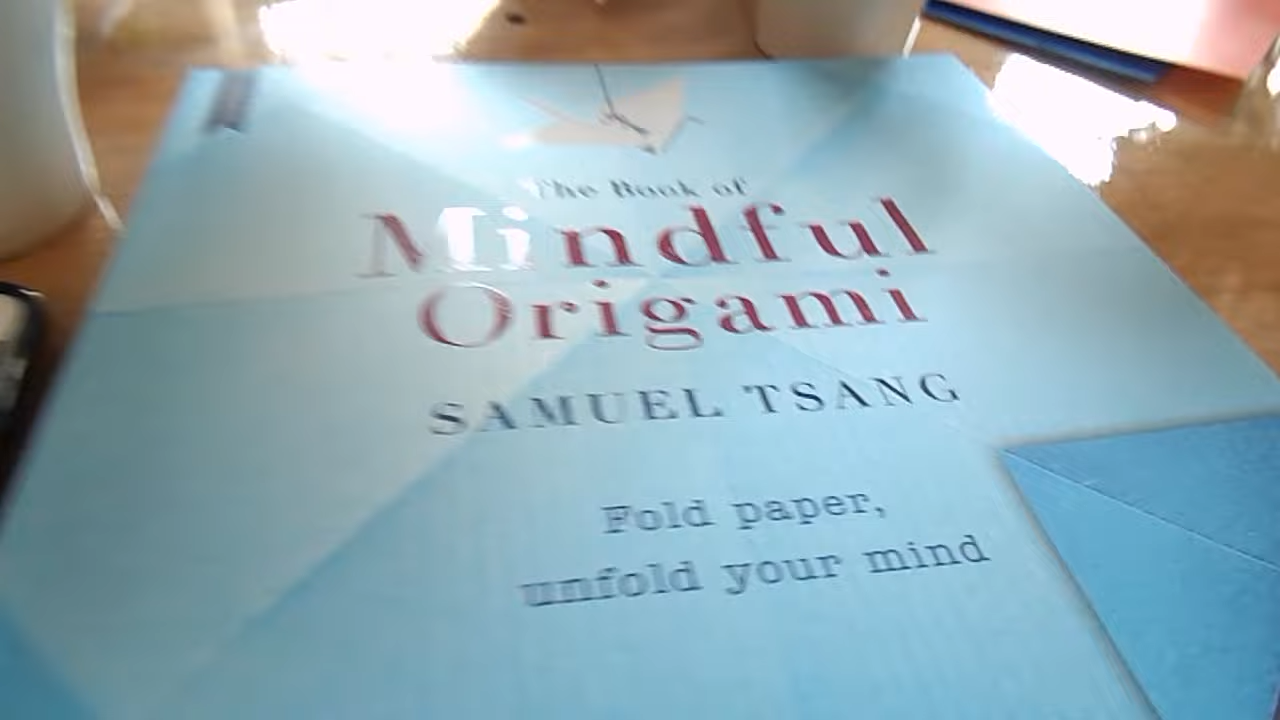 The Book of
Mindful
Origami
SAMUEL TSANG
Fold paper,
unfold your mind